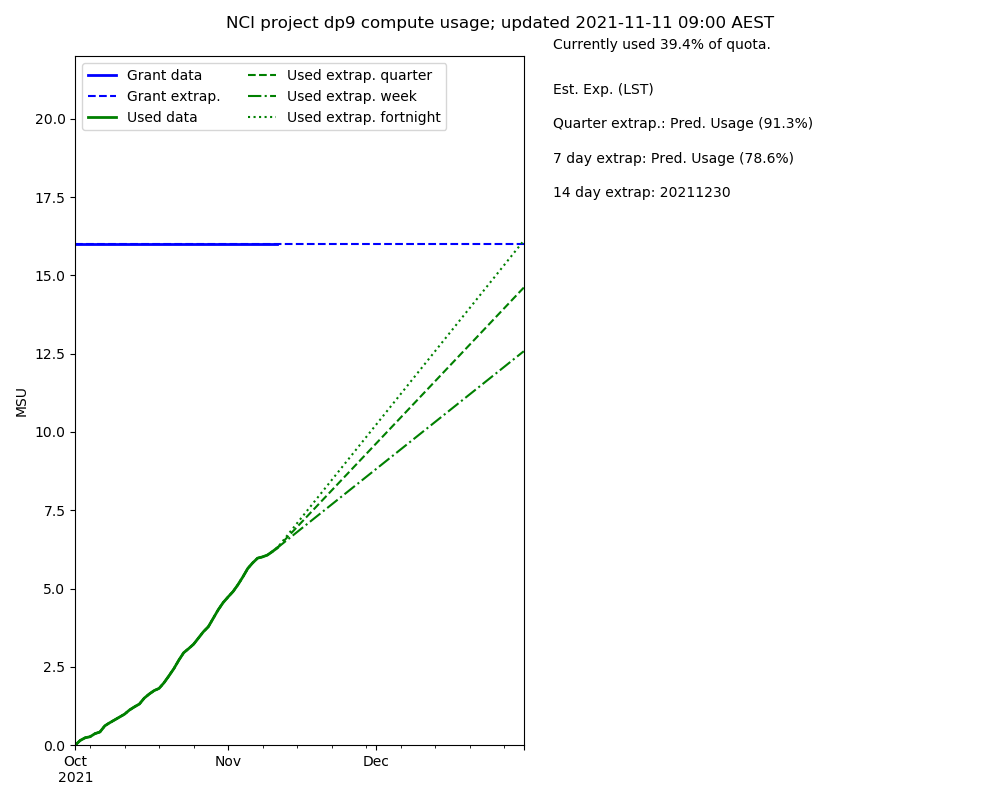 NCI project dp9 compute usage; updated 2021-11-11 09:00 AEST
Currently used 39.4% of quota.
Est. Exp. (LST)
Quarter extrap.: Pred. Usage (91.3%)
7 day extrap: Pred. Usage (78.6%)
14 day extrap: 20211230
Grant data
Grant extrap.
Used data
Used extrap. quarter
Used extrap. week
Used extrap. fortnight
MSU
20.0
17.5
15.0
12.5
10.0
7.5
5.0
2.5
0.0
Oct
2021
Nov
Dec